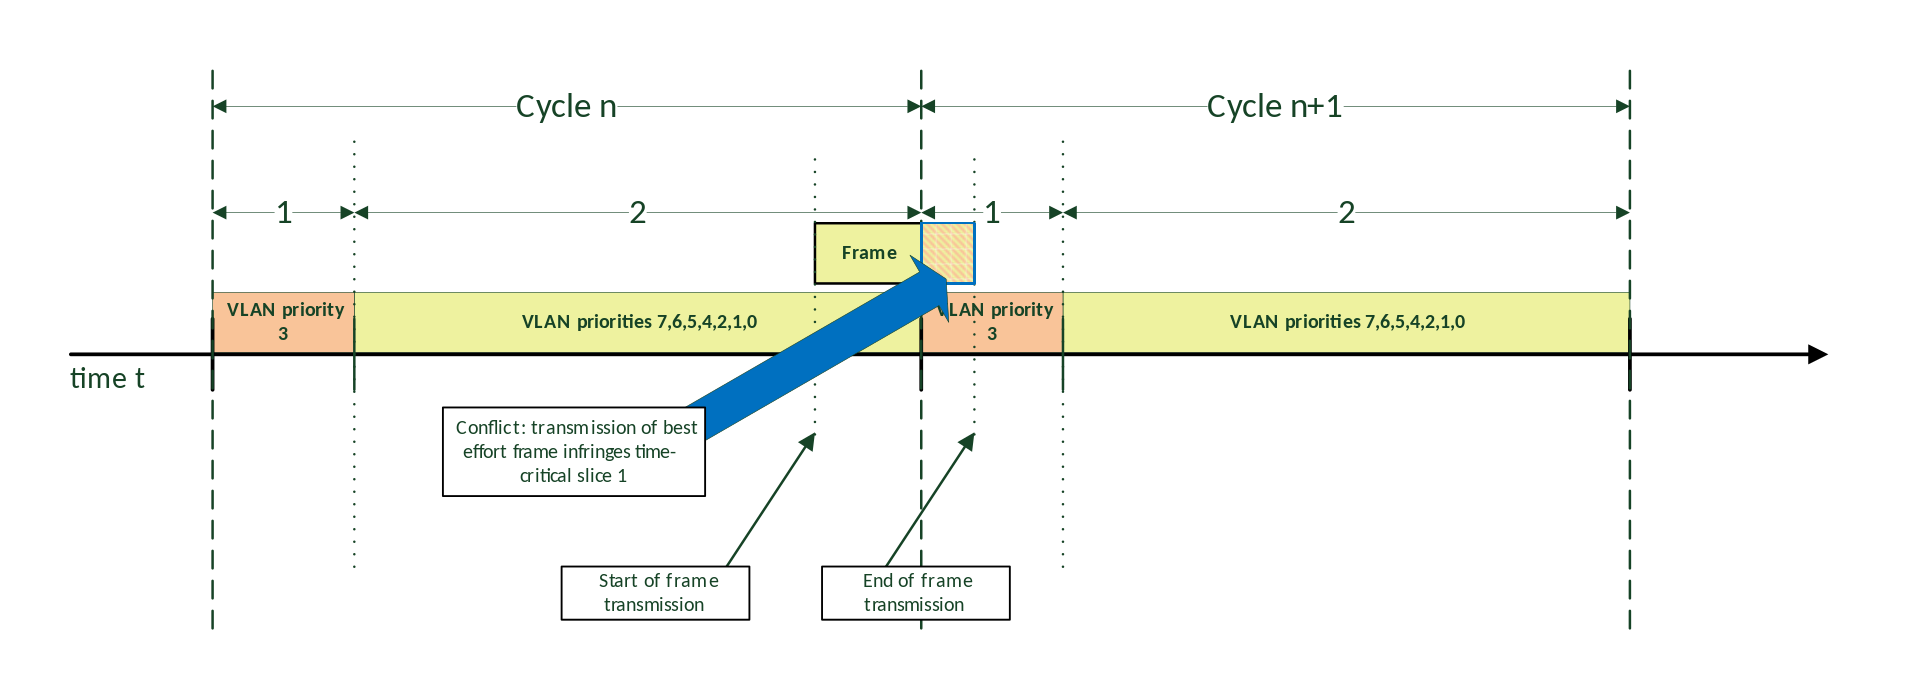 Cycle n
Cycle n+1
1
2
1
2
Frame
VLAN priority
3
VLAN priorities 7,6,5,4,2,1,0
VLAN priority
3
VLAN priorities 7,6,5,4,2,1,0
time t
Conflict: transmission of best
effort frame infringes time-
critical slice 1
Start of frame
transmission
End of frame
transmission